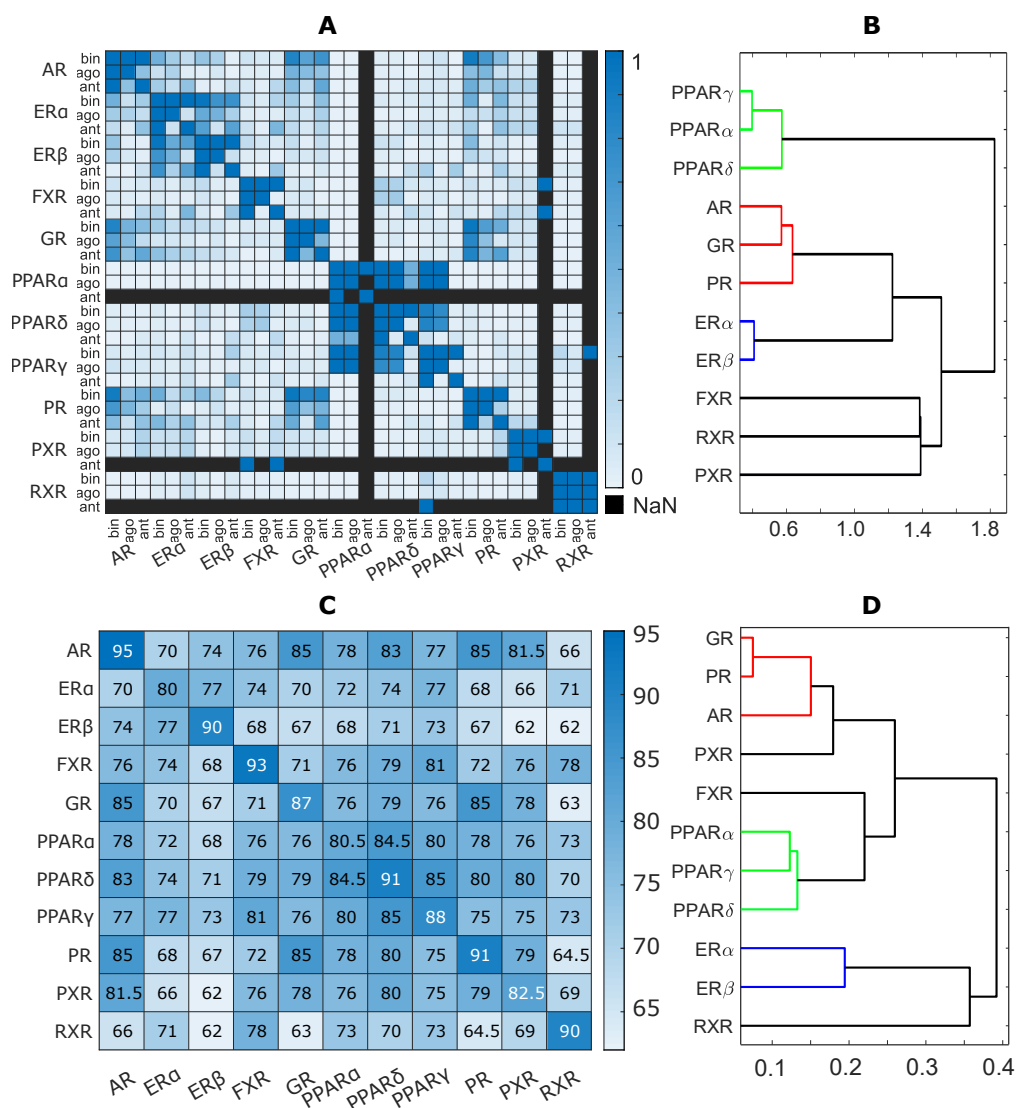 A
AR
bin
ago
ant
ERα
bin
ago
ant
ERβ
bin
ago
ant
FXR
bin
ago
ant
GR
bin
ago
ant
PPARα
bin
ago
ant
PPARδ
bin
ago
ant
PPARγ
bin
ago
ant
PR
bin
ago
ant
PXR
bin
ago
ant
RXR
bin
ago
ant
bin ago ant bin ago ant bin ago ant bin ago ant bin ago ant bin ago ant bin ago ant bin ago ant bin ago ant bin ago ant bin ago ant
AR ERα ERβ FXR GR PPARα PPARδ PPARγ PR PXR RXR
1
0
NaN
B
PPARγ
PPARα
PPARδ
AR
GR
PR
ERα
ERβ
FXR
RXR
PXR
0.6 1.0 1.4 1.8
C
AR 95 70 74 76 85 78 83 77 85 81.5 66
ERα 70 80 77 74 70 72 74 77 68 66 71
ERβ 74 77 90 68 67 68 71 73 67 62 62
FXR 76 74 68 93 71 76 79 81 72 76 78
GR 85 70 67 71 87 76 79 76 85 78 63
PPARα 78 72 68 76 76 80.5 84.5 80 78 76 73
PPARδ 83 74 71 79 79 84.5 91 85 80 80 70
PPARγ 77 77 73 81 76 80 85 88 75 75 73
PR 85 68 67 72 85 78 80 75 91 79 64.5
PXR 81.5 66 62 76 78 76 80 75 79 82.5 69
RXR 66 71 62 78 63 73 70 73 64.5 69 90
AR ERα ERβ FXR GR PPARα PPARδ PPARγ PR PXR RXR
95
90
85
80
75
70
65
D
GR
PR
AR
PXR
FXR
PPARα
PPARγ
PPARδ
ERα
ERβ
RXR
0.1 0.2 0.3 0.4